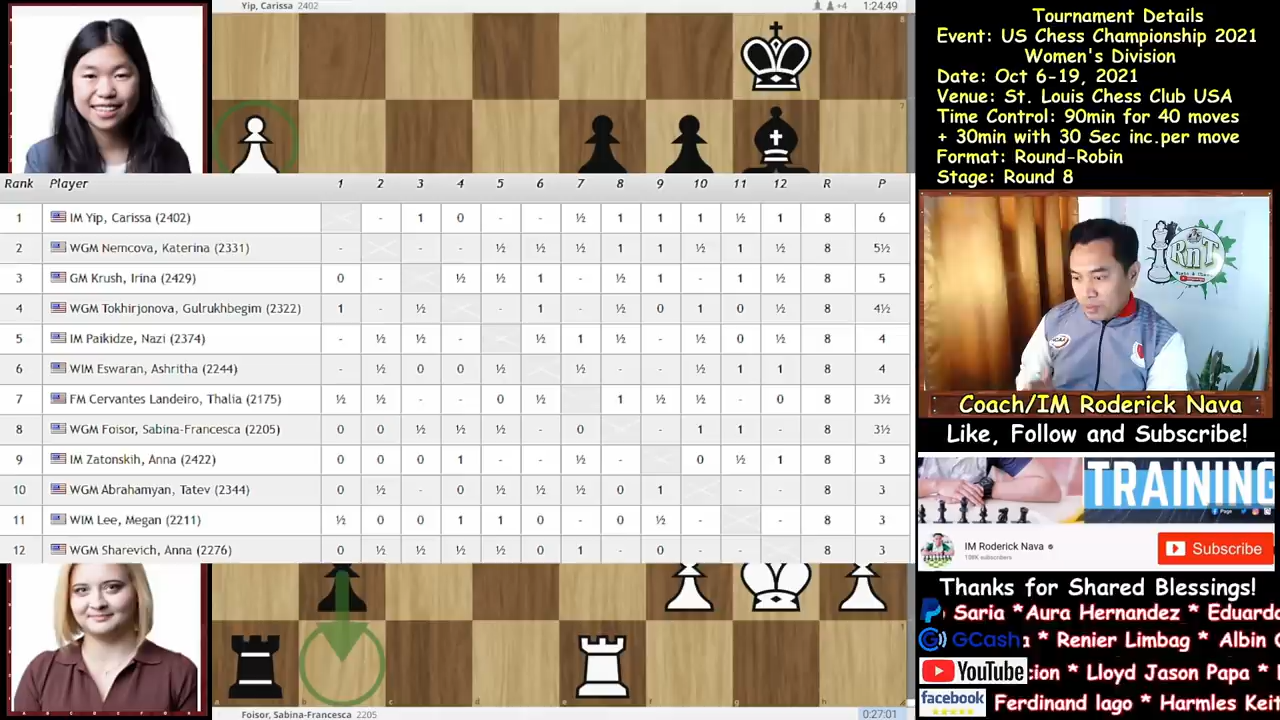 Yip, Carissa 2402
+4
1:24:49
8
7
Rank Player 1 2 3 4 5 6 7 8 9 10 11 12 R P
1 IM Yip, Carissa (2402) - 1 0 - - ½ 1 1 1 ½ 1 8 6
2 WGM Nemcova, Katerina (2331) - - - ½ ½ ½ 1 1 ½ 1 ½ 8 5½
3 GM Krush, Irina (2429) 0 - ½ ½ 1 - ½ 1 - 1 ½ 8 5
4 WGM Tokhirjonova, Gulrukhbegim (2322) 1 - ½ - 1 - ½ 0 1 0 ½ 8 4½
5 IM Paikidze, Nazi (2374) - ½ ½ - ½ 1 ½ - ½ 0 ½ 8 4
6 WIM Eswaran, Ashritha (2244) - ½ 0 0 ½ ½ - - ½ 1 1 8 4
7 FM Cervantes Landeiro, Thalia (2175) ½ ½ - - 0 ½ 1 ½ ½ - 0 8 3½
8 WGM Foisor, Sabina-Francesca (2205) 0 0 ½ ½ ½ - 0 - 1 1 - 8 3½
9 IM Zatonskih, Anna (2422) 0 0 0 1 - - ½ - 0 ½ 1 8 3
10 WGM Abrahamyan, Tatev (2344) 0 ½ - 0 ½ ½ ½ 0 1 - - 8 3
11 WIM Lee, Megan (2211) ½ 0 0 1 1 0 - 0 ½ - - 8 3
12 WGM Sharevich, Anna (2276) 0 ½ ½ ½ ½ 0 1 - 0 - - 8 3
Foisor, Sabina-Francesca 2205
0:27:01
Tournament Details
Event: US Chess Championship 2021
Women's Division
Date: Oct 6-19, 2021
Venue: St. Louis Chess Club USA
Time Control: 90min for 40 moves
+ 30min with 30 Sec inc.per move
Format: Round-Robin
Stage: Round 8
RnT
Coach/IM Roderick Nava
Like, Follow and Subscribe!
TRAINING
Page
IM Roderick Nava
Subscribe
Thanks for Shared Blessings!
Saria *Aura Hernandez * Eduardo
GCash a * Renier Limbag * Albin
YouTube cion * Lloyd Jason Papa *
facebook Ferdinand Iago * Harmles Keit